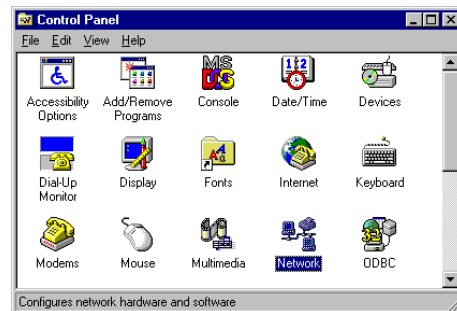 Control Panel
File Edit View Help
Accessibility Options
Add/Remove Programs
Console
Date/Time
Devices
Dial-Up Monitor
Display
Fonts
Internet
Keyboard
Modems
Mouse
Multimedia
Network
ODBC
Configures network hardware and software